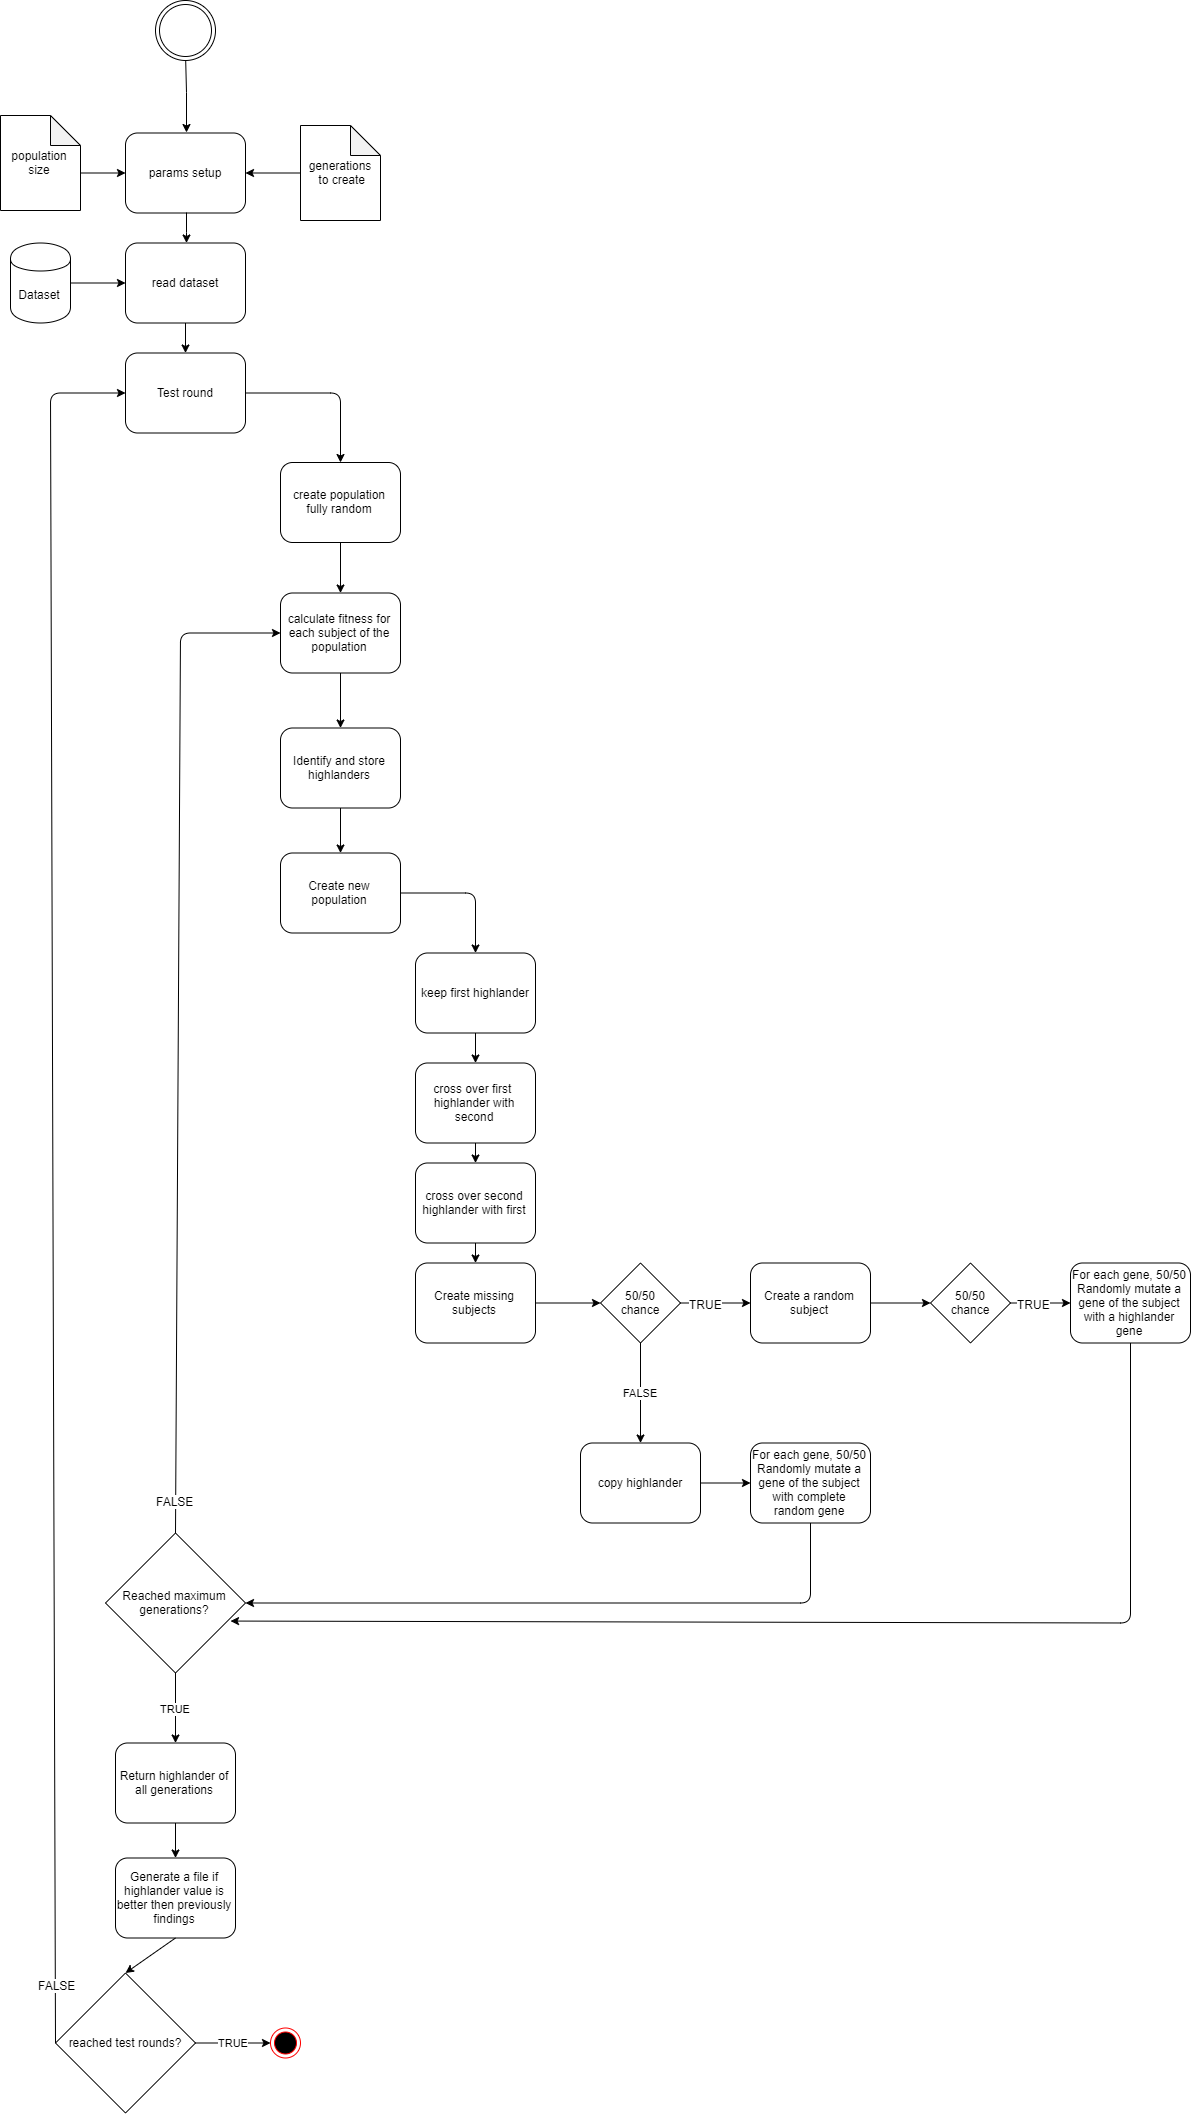 population
size
params setup
generations
to create
Dataset
read dataset
Test round
create population
fully random
calculate fitness for
each subject of the
population
Identify and store
highlanders
Create new
population
keep first highlander
cross over first
highlander with
second
cross over second
highlander with first
Create missing
subjects
50/50
chance
TRUE
Create a random
subject
50/50
chance
TRUE
For each gene, 50/50
Randomly mutate a
gene of the subject
with a highlander
gene
FALSE
copy highlander
For each gene, 50/50
Randomly mutate a
gene of the subject
with complete
random gene
FALSE
Reached maximum
generations?
TRUE
Return highlander of
all generations
Generate a file if
highlander value is
better then previously
findings
FALSE
reached test rounds?
TRUE